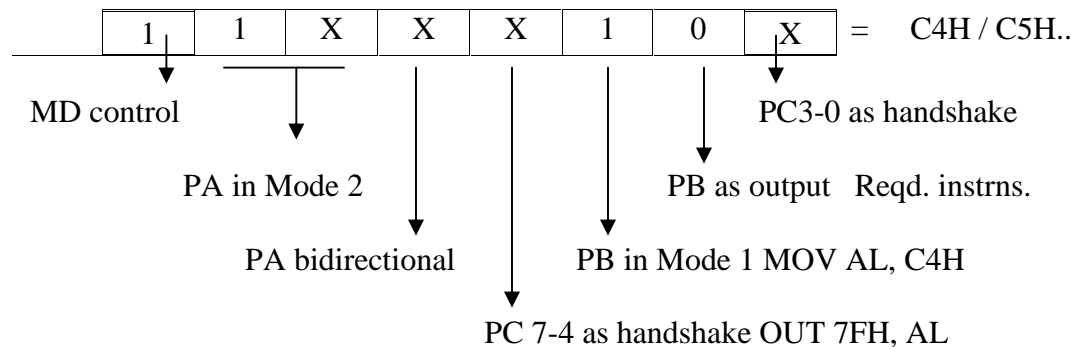 1 1 X X X 1 0 X = C4H / C5H..
MD control PC3-0 as handshake
PA in Mode 2 PB as output Reqd. instrns.
PA bidirectional PB in Mode 1 MOV AL, C4H
PC 7-4 as handshake OUT 7FH, AL